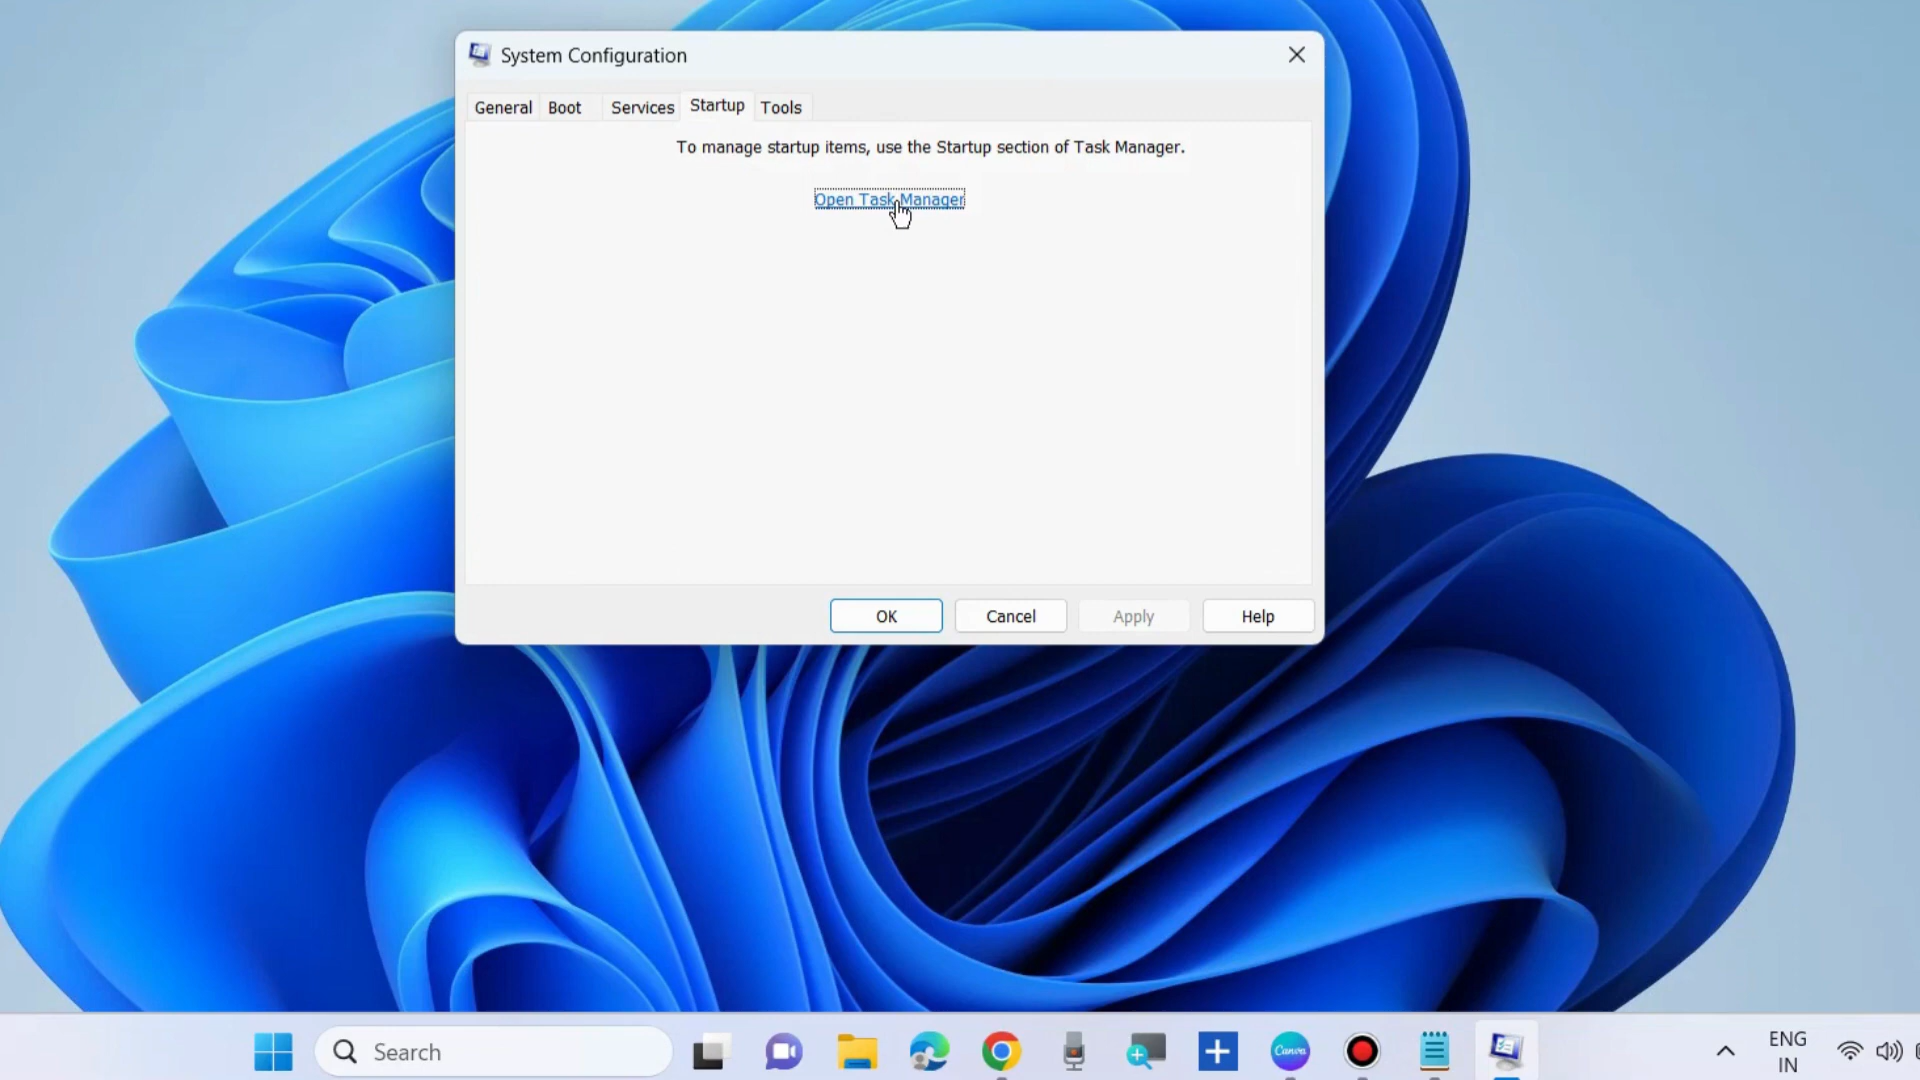 System Configuration
General Boot Services Startup Tools
To manage startup items, use the Startup section of Task Manager.
Open Task Manager
OK Cancel Apply Help
Search
Canva
ENG
IN